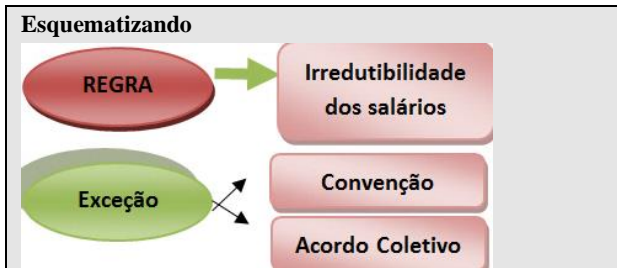 Esquematizando
REGRA
Irredutibilidade
dos salários
Exceção
Convenção
Acordo Coletivo